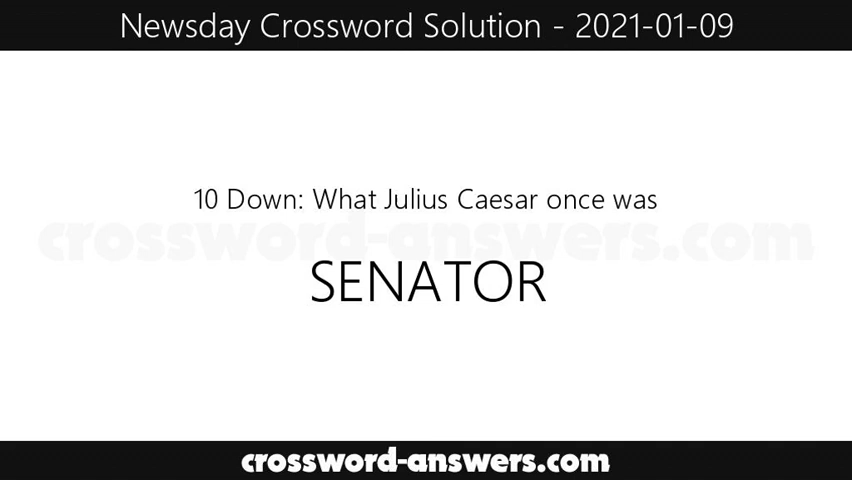 Newsday Crossword Solution - 2021-01-09
10 Down: What Julius Caesar once was
crossword-answers.com
SENATOR
crossword-answers.com